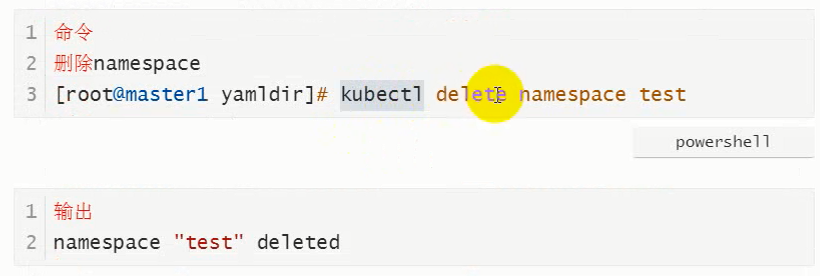 1 命令
2 删除namespace
3 [root@master1 yamldir]# kubectl delete namespace test
powershell
1 输出
2 namespace "test" deleted